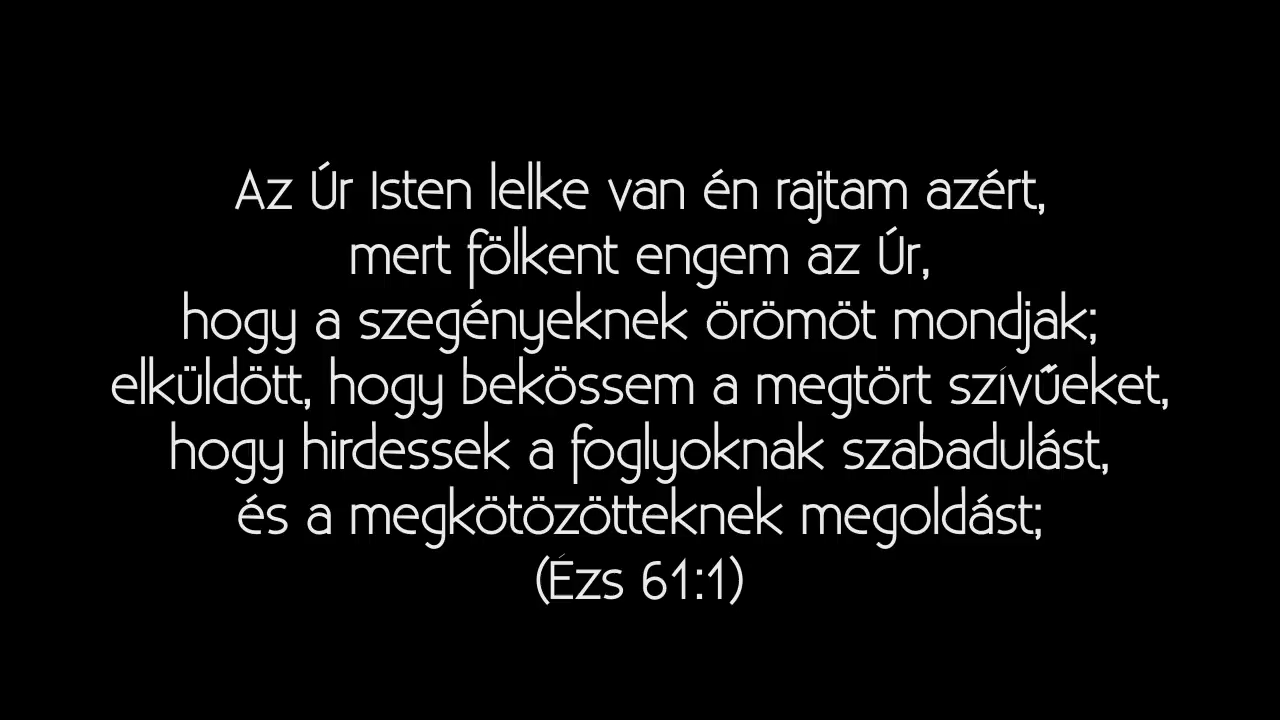 Az Úr Isten lelke van én rajtam azért,
mert fölkent engem az Úr,
hogy a szegényeknek örömöt mondjak;
elküldött, hogy bekössem a megtört szívűeket,
hogy hirdessek a foglyoknak szabadulást,
és a megkötözötteknek megoldást;
(Ézs 61:1)